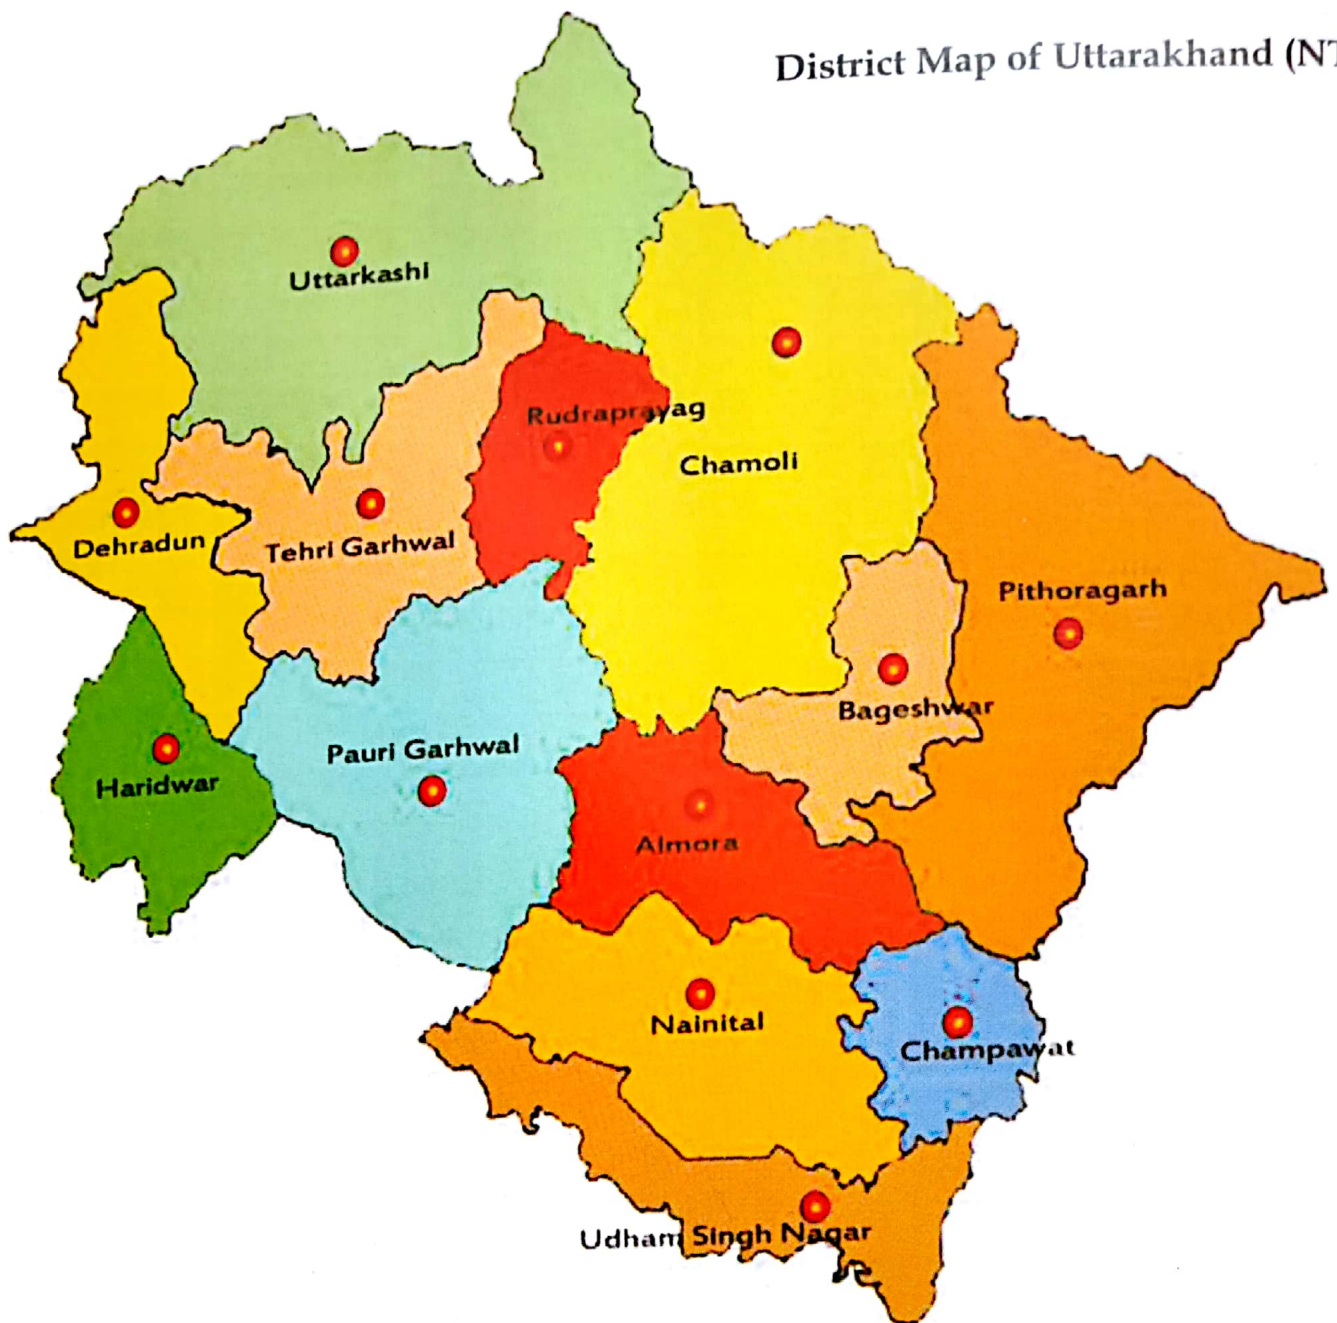 District Map of Uttarakhand (NT
Uttarkashi
Rudraprayag
Chamoli
Dehradun
Tehri Garhwal
Pithoragarh
Bageshwar
Pauri Garhwal
Haridwar
Almora
Nainital
Champawat
Udham Singh Nagar